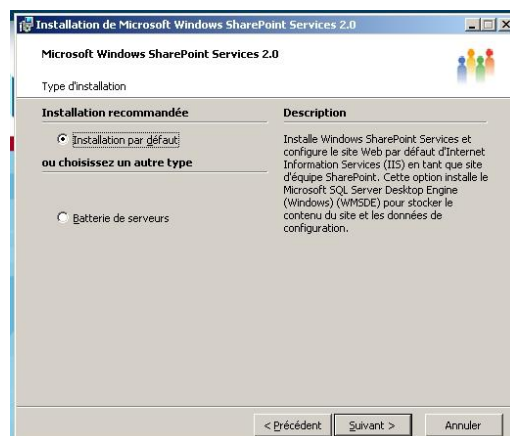 Installation de Microsoft Windows SharePoint Services 2.0
Microsoft Windows SharePoint Services 2.0
Type d'installation
Installation recommandée
Installation par défaut
ou choisissez un autre type
Batterie de serveurs
Description
Installe Windows SharePoint Services et
configure le site Web par défaut d'Internet
Information Services (IIS) en tant que site
d'équipe SharePoint. Cette option installe le
Microsoft SQL Server Desktop Engine
(Windows) (WMSDE) pour stocker le
contenu du site et les données de
configuration.
< Précédent
Suivant >
Annuler